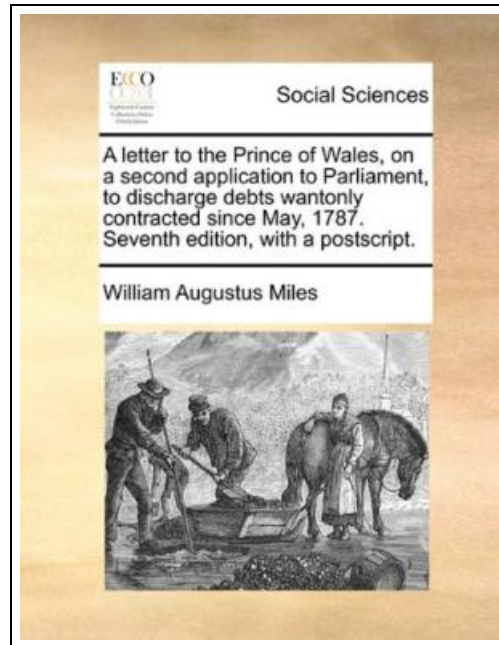 ECCO
Social Sciences
A letter to the Prince of Wales, on
a second application to Parliament,
to discharge debts wantonly
contracted since May, 1787.
Seventh edition, with a postscript.
William Augustus Miles